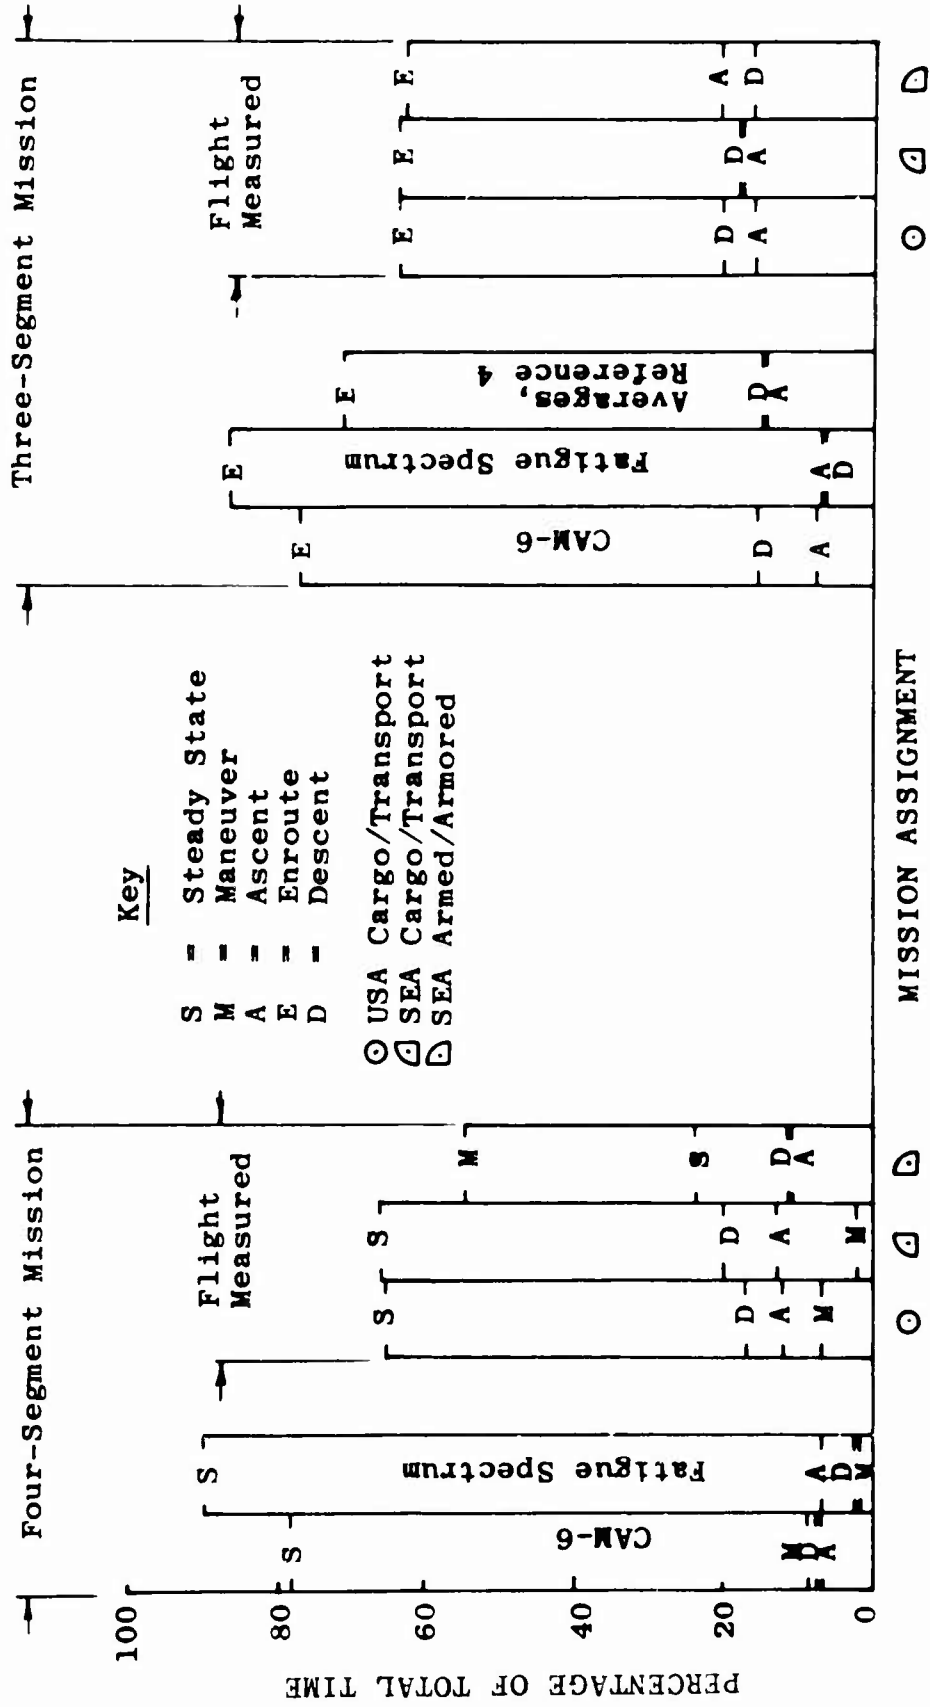 Four-Segment Mission
Three-Segment Mission
Flight
Measured
Flight
Measured
Key
S = Steady State
M = Maneuver
A = Ascent
E = Enroute
D = Descent
USA Cargo/Transport
SEA Cargo/Transport
SEA Armed/Armored
PERCENTAGE OF TOTAL TIME
100
80
60
40
20
0
S
CAM-6
M
D
A
S
Fatigue Spectrum
A
D
M
S
D
A
M
S
D
A
M
M
S
D
A
E
CAM-6
D
A
E
Fatigue Spectrum
A
D
E
Averages,
Reference 4
D
A
E
D
A
E
D
A
E
A
D
MISSION ASSIGNMENT